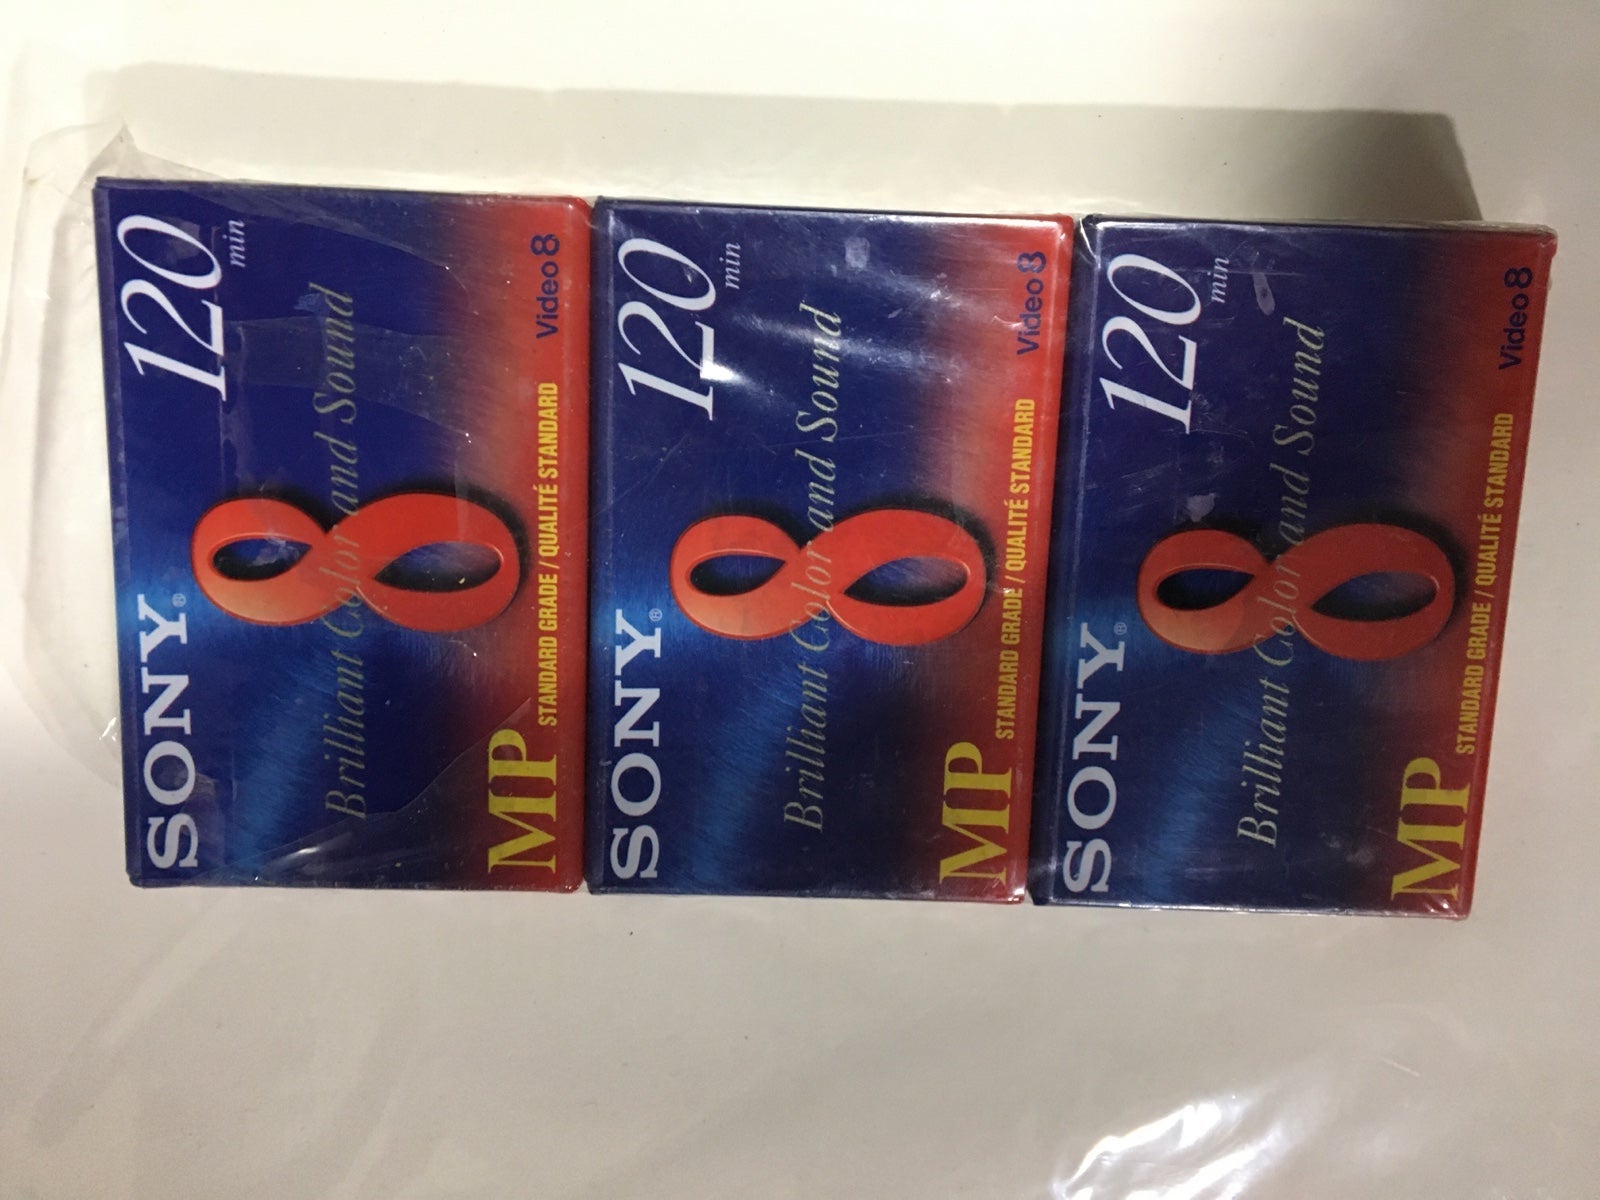 SONY®
120
min
8
Brilliant Color and Sound
MP
STANDARD GRADE / QUALITÉ STANDARD
Video 8
SONY®
120
min
8
Brilliant Color and Sound
MP
STANDARD GRADE / QUALITÉ STANDARD
Video 8
SONY®
120
min
8
Brilliant Color and Sound
MP
STANDARD GRADE / QUALITÉ STANDARD
Video 8